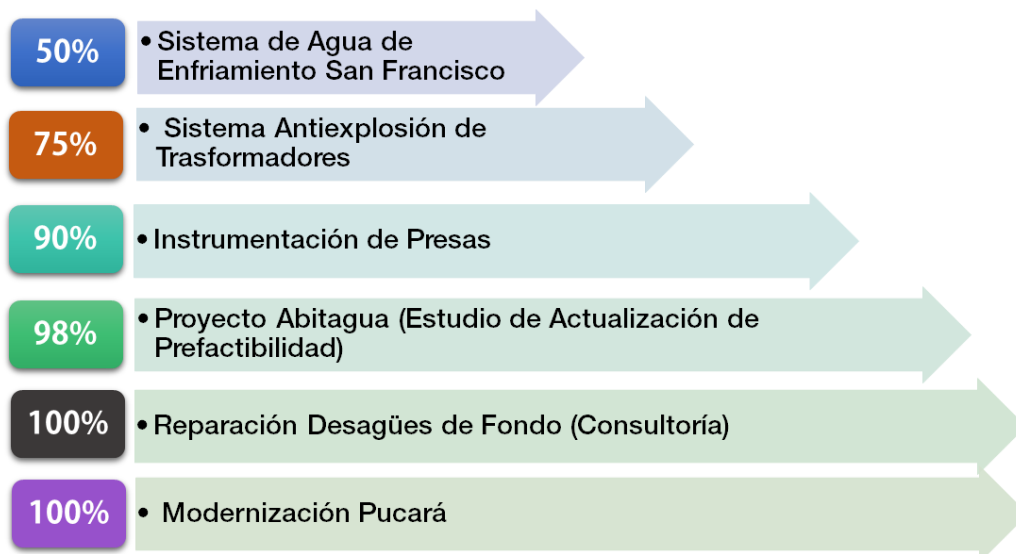 50%
• Sistema de Agua de
Enfriamiento San Francisco
75%
• Sistema Antiexplosión de
Trasformadores
90%
• Instrumentación de Presas
98%
• Proyecto Abitagua (Estudio de Actualización de
Prefactibilidad)
100%
• Reparación Desagües de Fondo (Consultoría)
100%
• Modernización Pucará